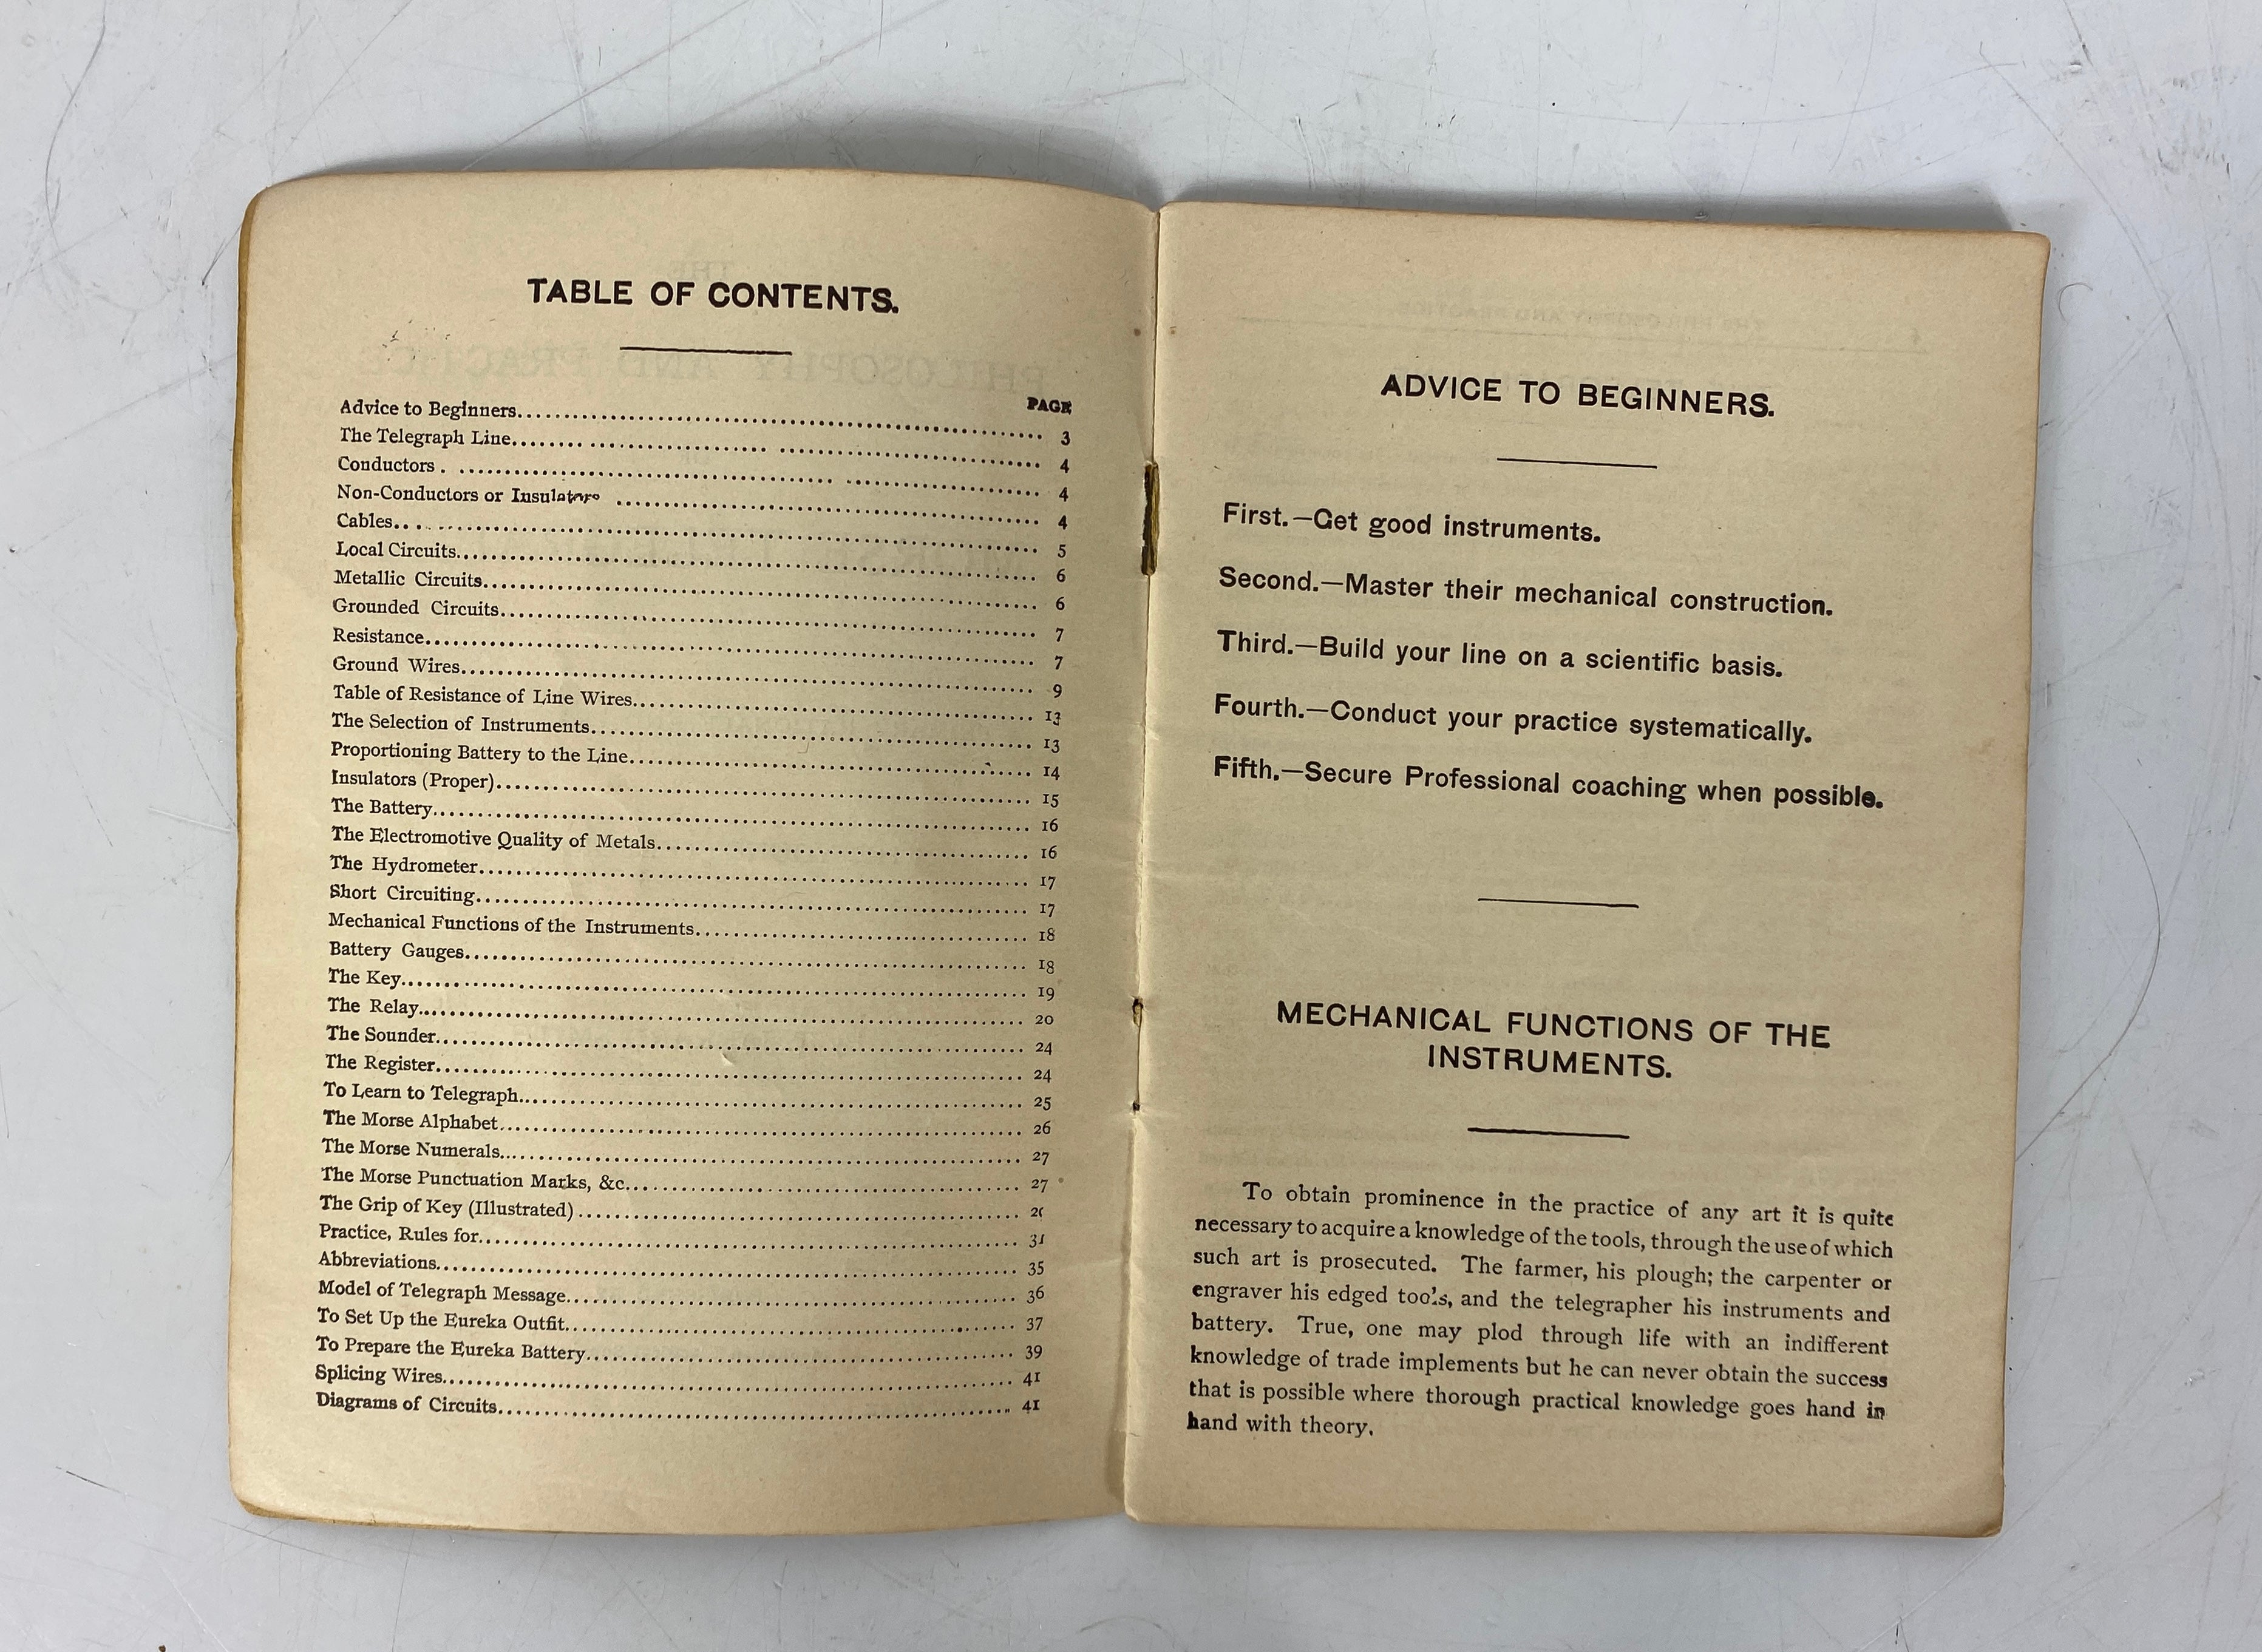 TABLE OF CONTENTS.
PAGE
Advice to Beginners........ 3
The Telegraph Line........ 4
Conductors ........ 4
Non-Conductors or Insulators ........ 4
Cables........ 5
Local Circuits........ 6
Metallic Circuits........ 6
Grounded Circuits........ 7
Resistance........ 7
Ground Wires........ 9
Table of Resistance of Line Wires........ 13
The Selection of Instruments........ 13
Proportioning Battery to the Line........ 14
Insulators (Proper)........ 15
The Battery........ 16
The Electromotive Quality of Metals........ 16
The Hydrometer........ 17
Short Circuiting........ 17
Mechanical Functions of the Instruments........ 18
Battery Gauges........ 18
The Key........ 19
The Relay........ 20
The Sounder........ 24
The Register........ 24
To Learn to Telegraph........ 25
The Morse Alphabet........ 26
The Morse Numerals........ 27
The Morse Punctuation Marks, &c........ 27
The Grip of Key (Illustrated)........
Practice, Rules for........ 31
Abbreviations........ 35
Model of Telegraph Message........ 36
To Set Up the Eureka Outfit........ 37
To Prepare the Eureka Battery........ 39
Splicing Wires........ 41
Diagrams of Circuits........ 41
ADVICE TO BEGINNERS.
First.—Get good instruments.
Second.—Master their mechanical construction.
Third.—Build your line on a scientific basis.
Fourth.—Conduct your practice systematically.
Fifth.—Secure Professional coaching when possible.
MECHANICAL FUNCTIONS OF THE
INSTRUMENTS.
To obtain prominence in the practice of any art it is quite
necessary to acquire a knowledge of the tools, through the use of which
such art is prosecuted. The farmer, his plough; the carpenter or
engraver his edged tools, and the telegrapher his instruments and
battery. True, one may plod through life with an indifferent
knowledge of trade implements but he can never obtain the success
that is possible where thorough practical knowledge goes hand in
hand with theory.